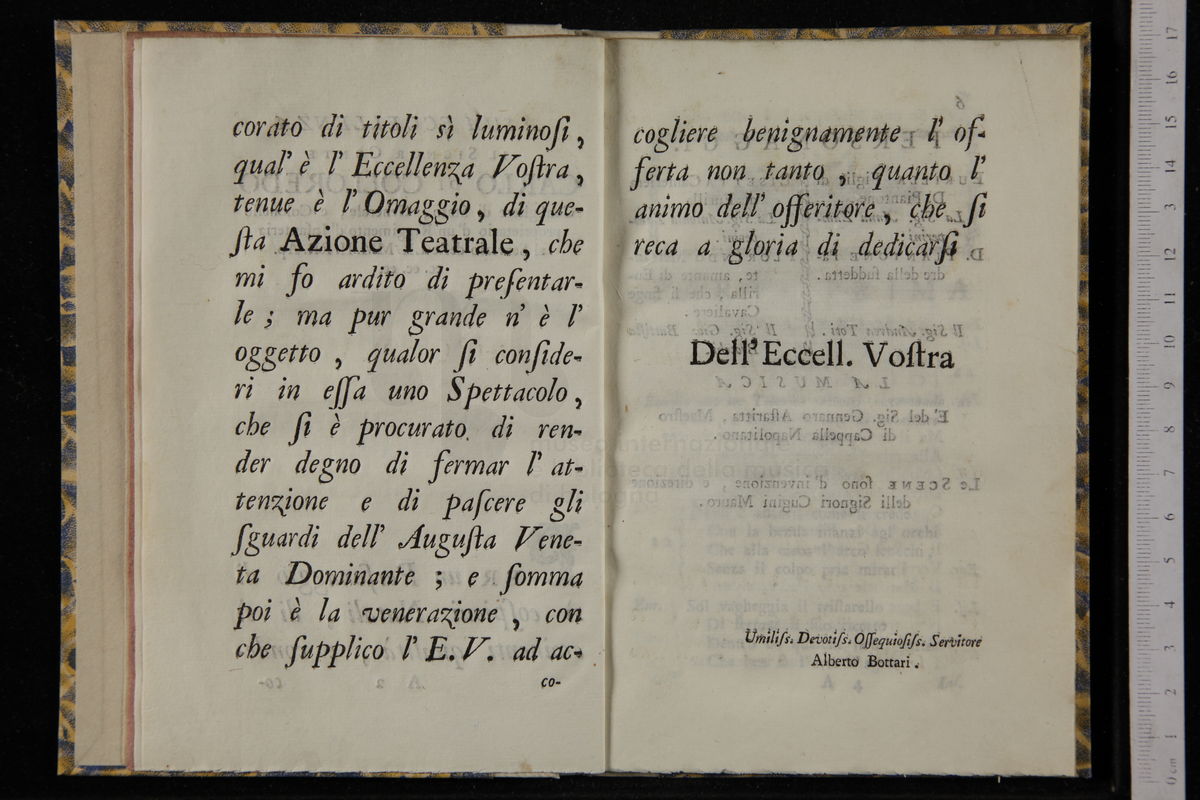 corato di titoli sì luminoſi,
qual' è l' Eccellenza Voſtra,
tenue è l' Omaggio, di que-
ſta Azione Teatrale, che
mi fo ardito di preſentar-
le ; ma pur grande n' è l'
oggetto , qualor ſi conſide-
ri in eſſa uno Spettacolo,
che ſi è procurato di ren-
der degno di fermar l' at-
tenzione e di paſcere gli
ſguardi dell' Auguſta Vene-
ta Dominante ; e ſomma
poi è la venerazione , con
che ſupplico l' E. V. ad ac-
co-
cogliere benignamente l' of-
ferta non tanto , quanto l'
animo dell' offeritore , che ſi
reca a gloria di dedicarſi
Dell' Eccell. Voſtra
Umiliſs. Devotiſs. Oſſequioſiſs. Servitore
Alberto Bottari .